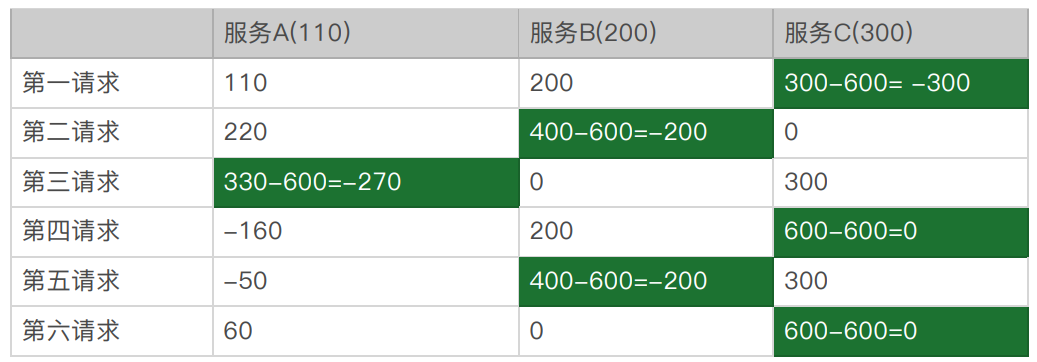 服务A(110) 服务B(200) 服务C(300)
第一请求 110 200 300-600= -300
第二请求 220 400-600=-200 0
第三请求 330-600=-270 0 300
第四请求 -160 200 600-600=0
第五请求 -50 400-600=-200 300
第六请求 60 0 600-600=0